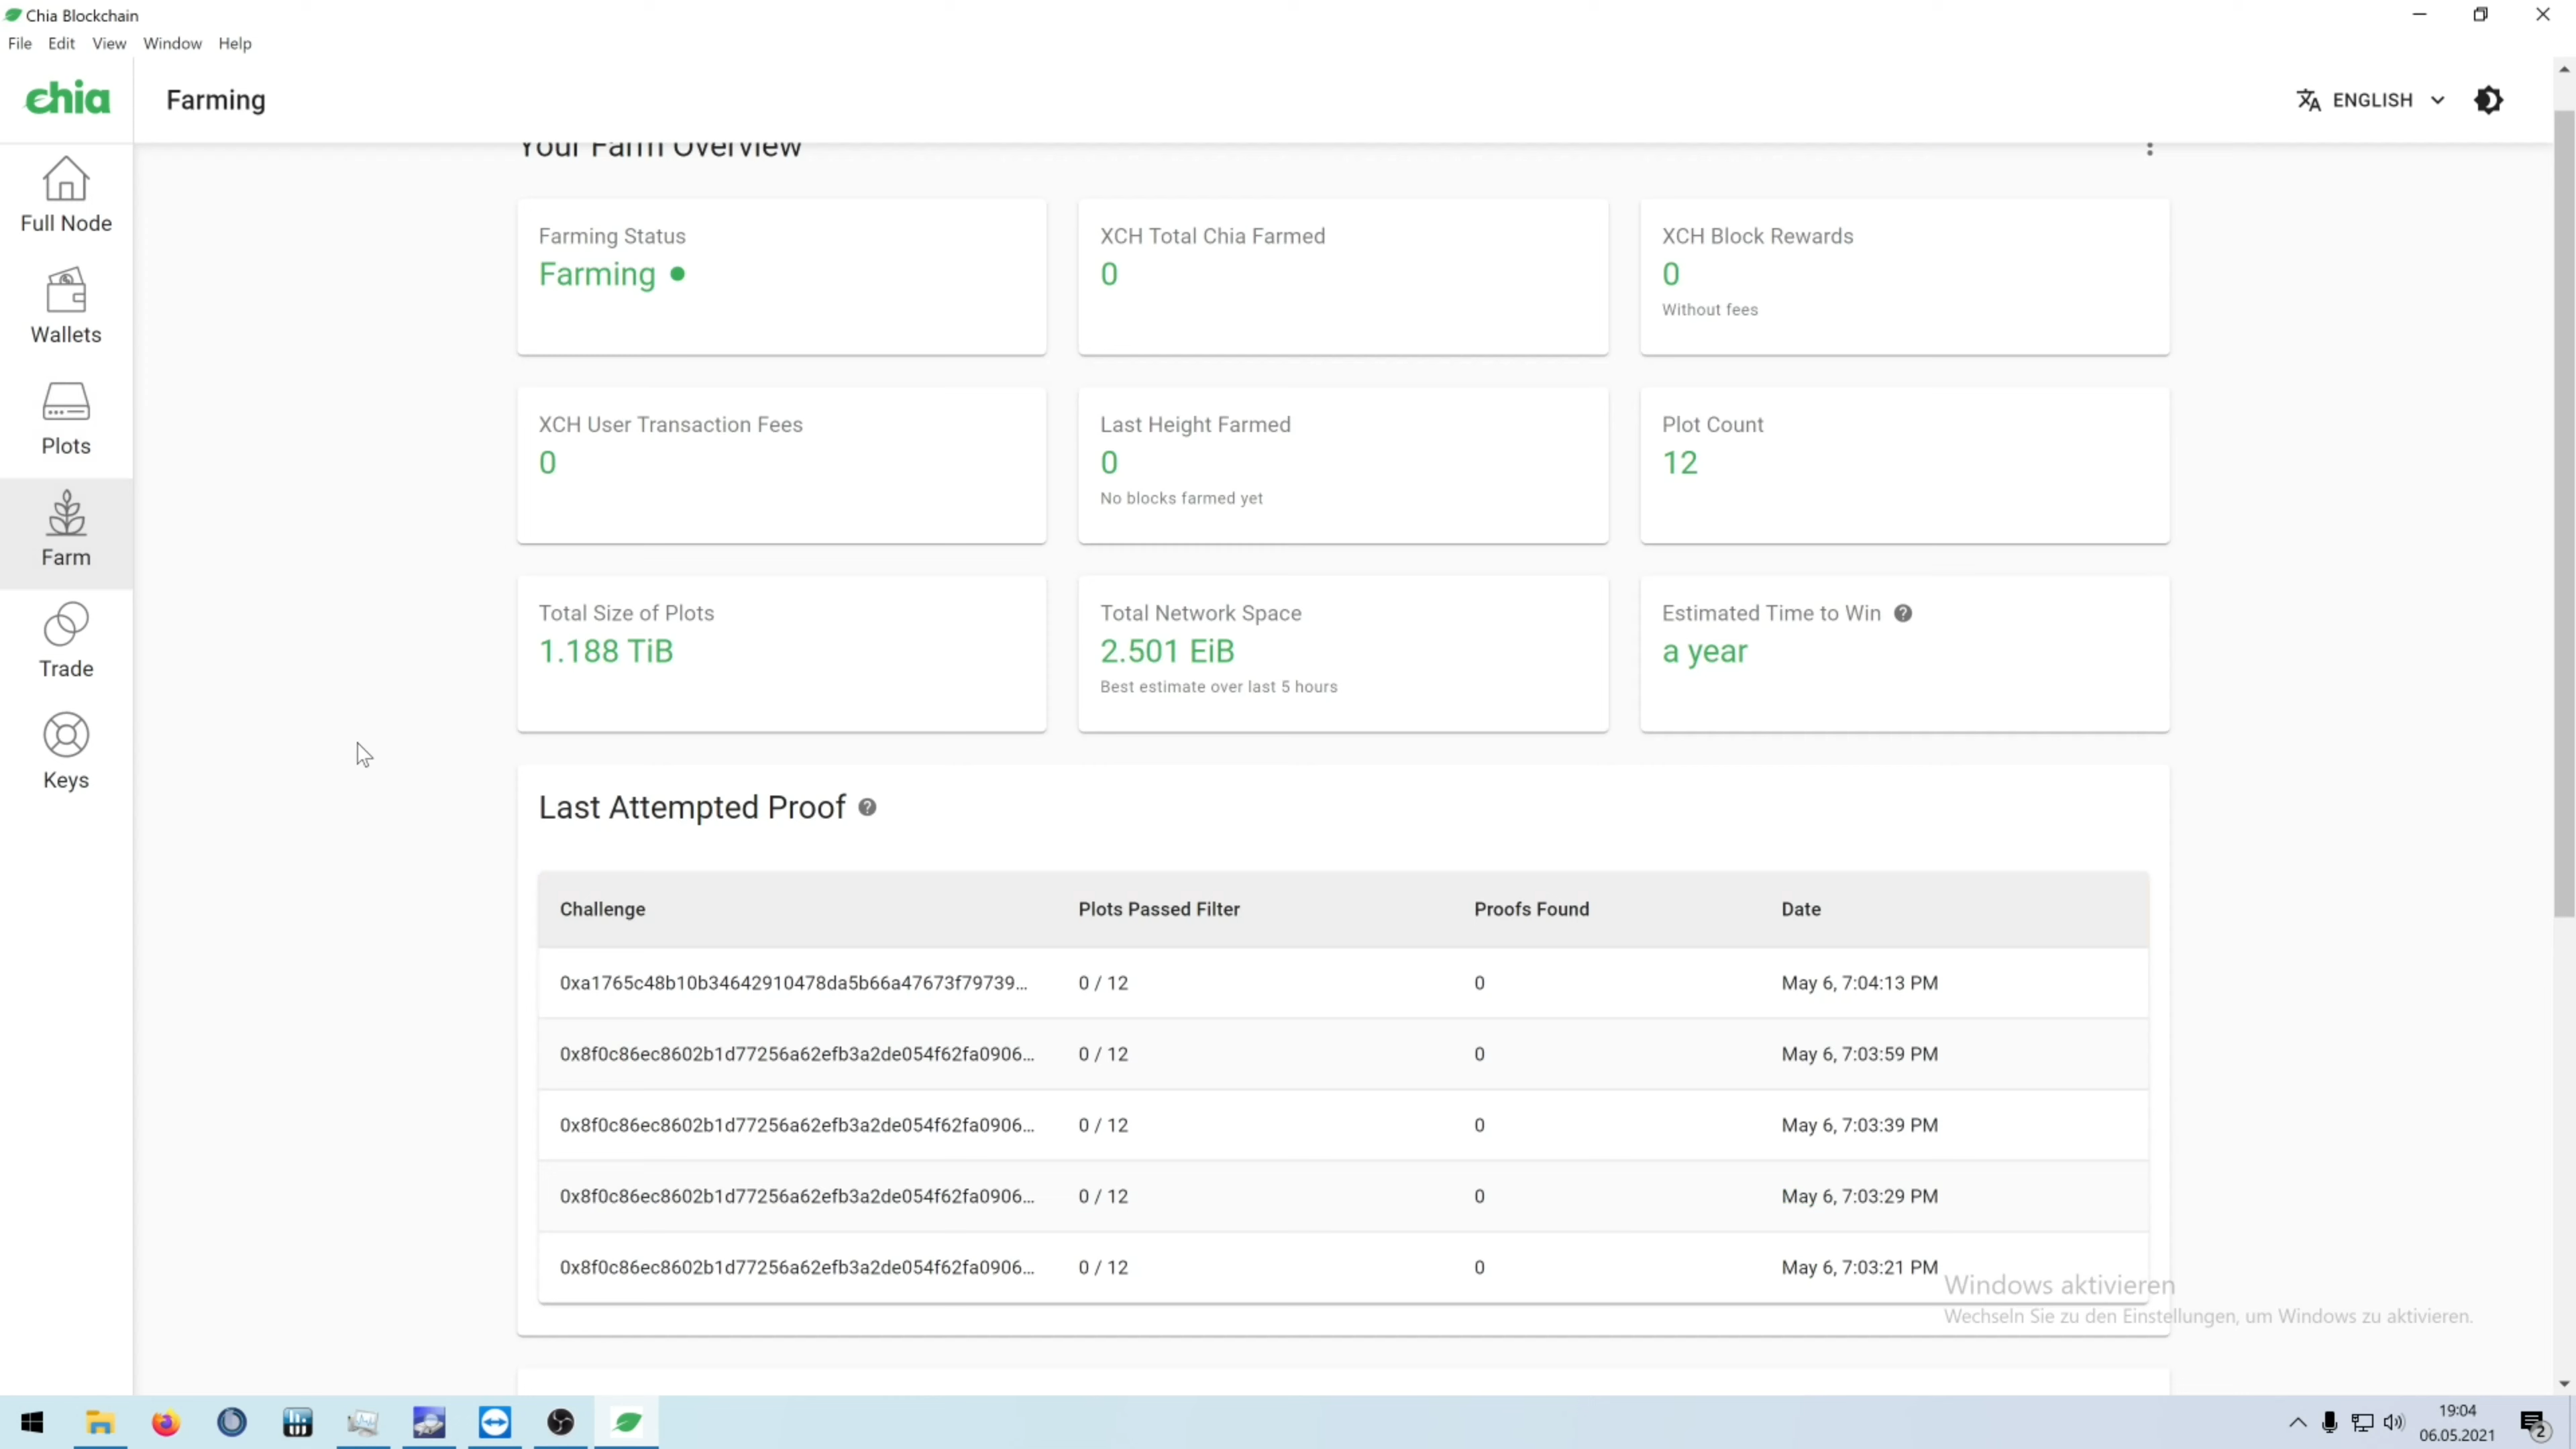 Chia Blockchain
File Edit View Window Help
chia
Farming
ENGLISH
Your Farm Overview
Full Node
Wallets
Plots
Farm
Trade
Keys
Farming Status
Farming
XCH Total Chia Farmed
0
XCH Block Rewards
0
Without fees
XCH User Transaction Fees
0
Last Height Farmed
0
No blocks farmed yet
Plot Count
12
Total Size of Plots
1.188 TiB
Total Network Space
2.501 EiB
Best estimate over last 5 hours
Estimated Time to Win
a year
Last Attempted Proof
Challenge Plots Passed Filter Proofs Found Date
0xa1765c48b10b34642910478da5b66a47673f79739... 0 / 12 0 May 6, 7:04:13 PM
0x8f0c86ec8602b1d77256a62efb3a2de054f62fa0906... 0 / 12 0 May 6, 7:03:59 PM
0x8f0c86ec8602b1d77256a62efb3a2de054f62fa0906... 0 / 12 0 May 6, 7:03:39 PM
0x8f0c86ec8602b1d77256a62efb3a2de054f62fa0906... 0 / 12 0 May 6, 7:03:29 PM
0x8f0c86ec8602b1d77256a62efb3a2de054f62fa0906... 0 / 12 0 May 6, 7:03:21 PM
Windows aktivieren
Wechseln Sie zu den Einstellungen, um Windows zu aktivieren.
19:04
06.05.2021
2